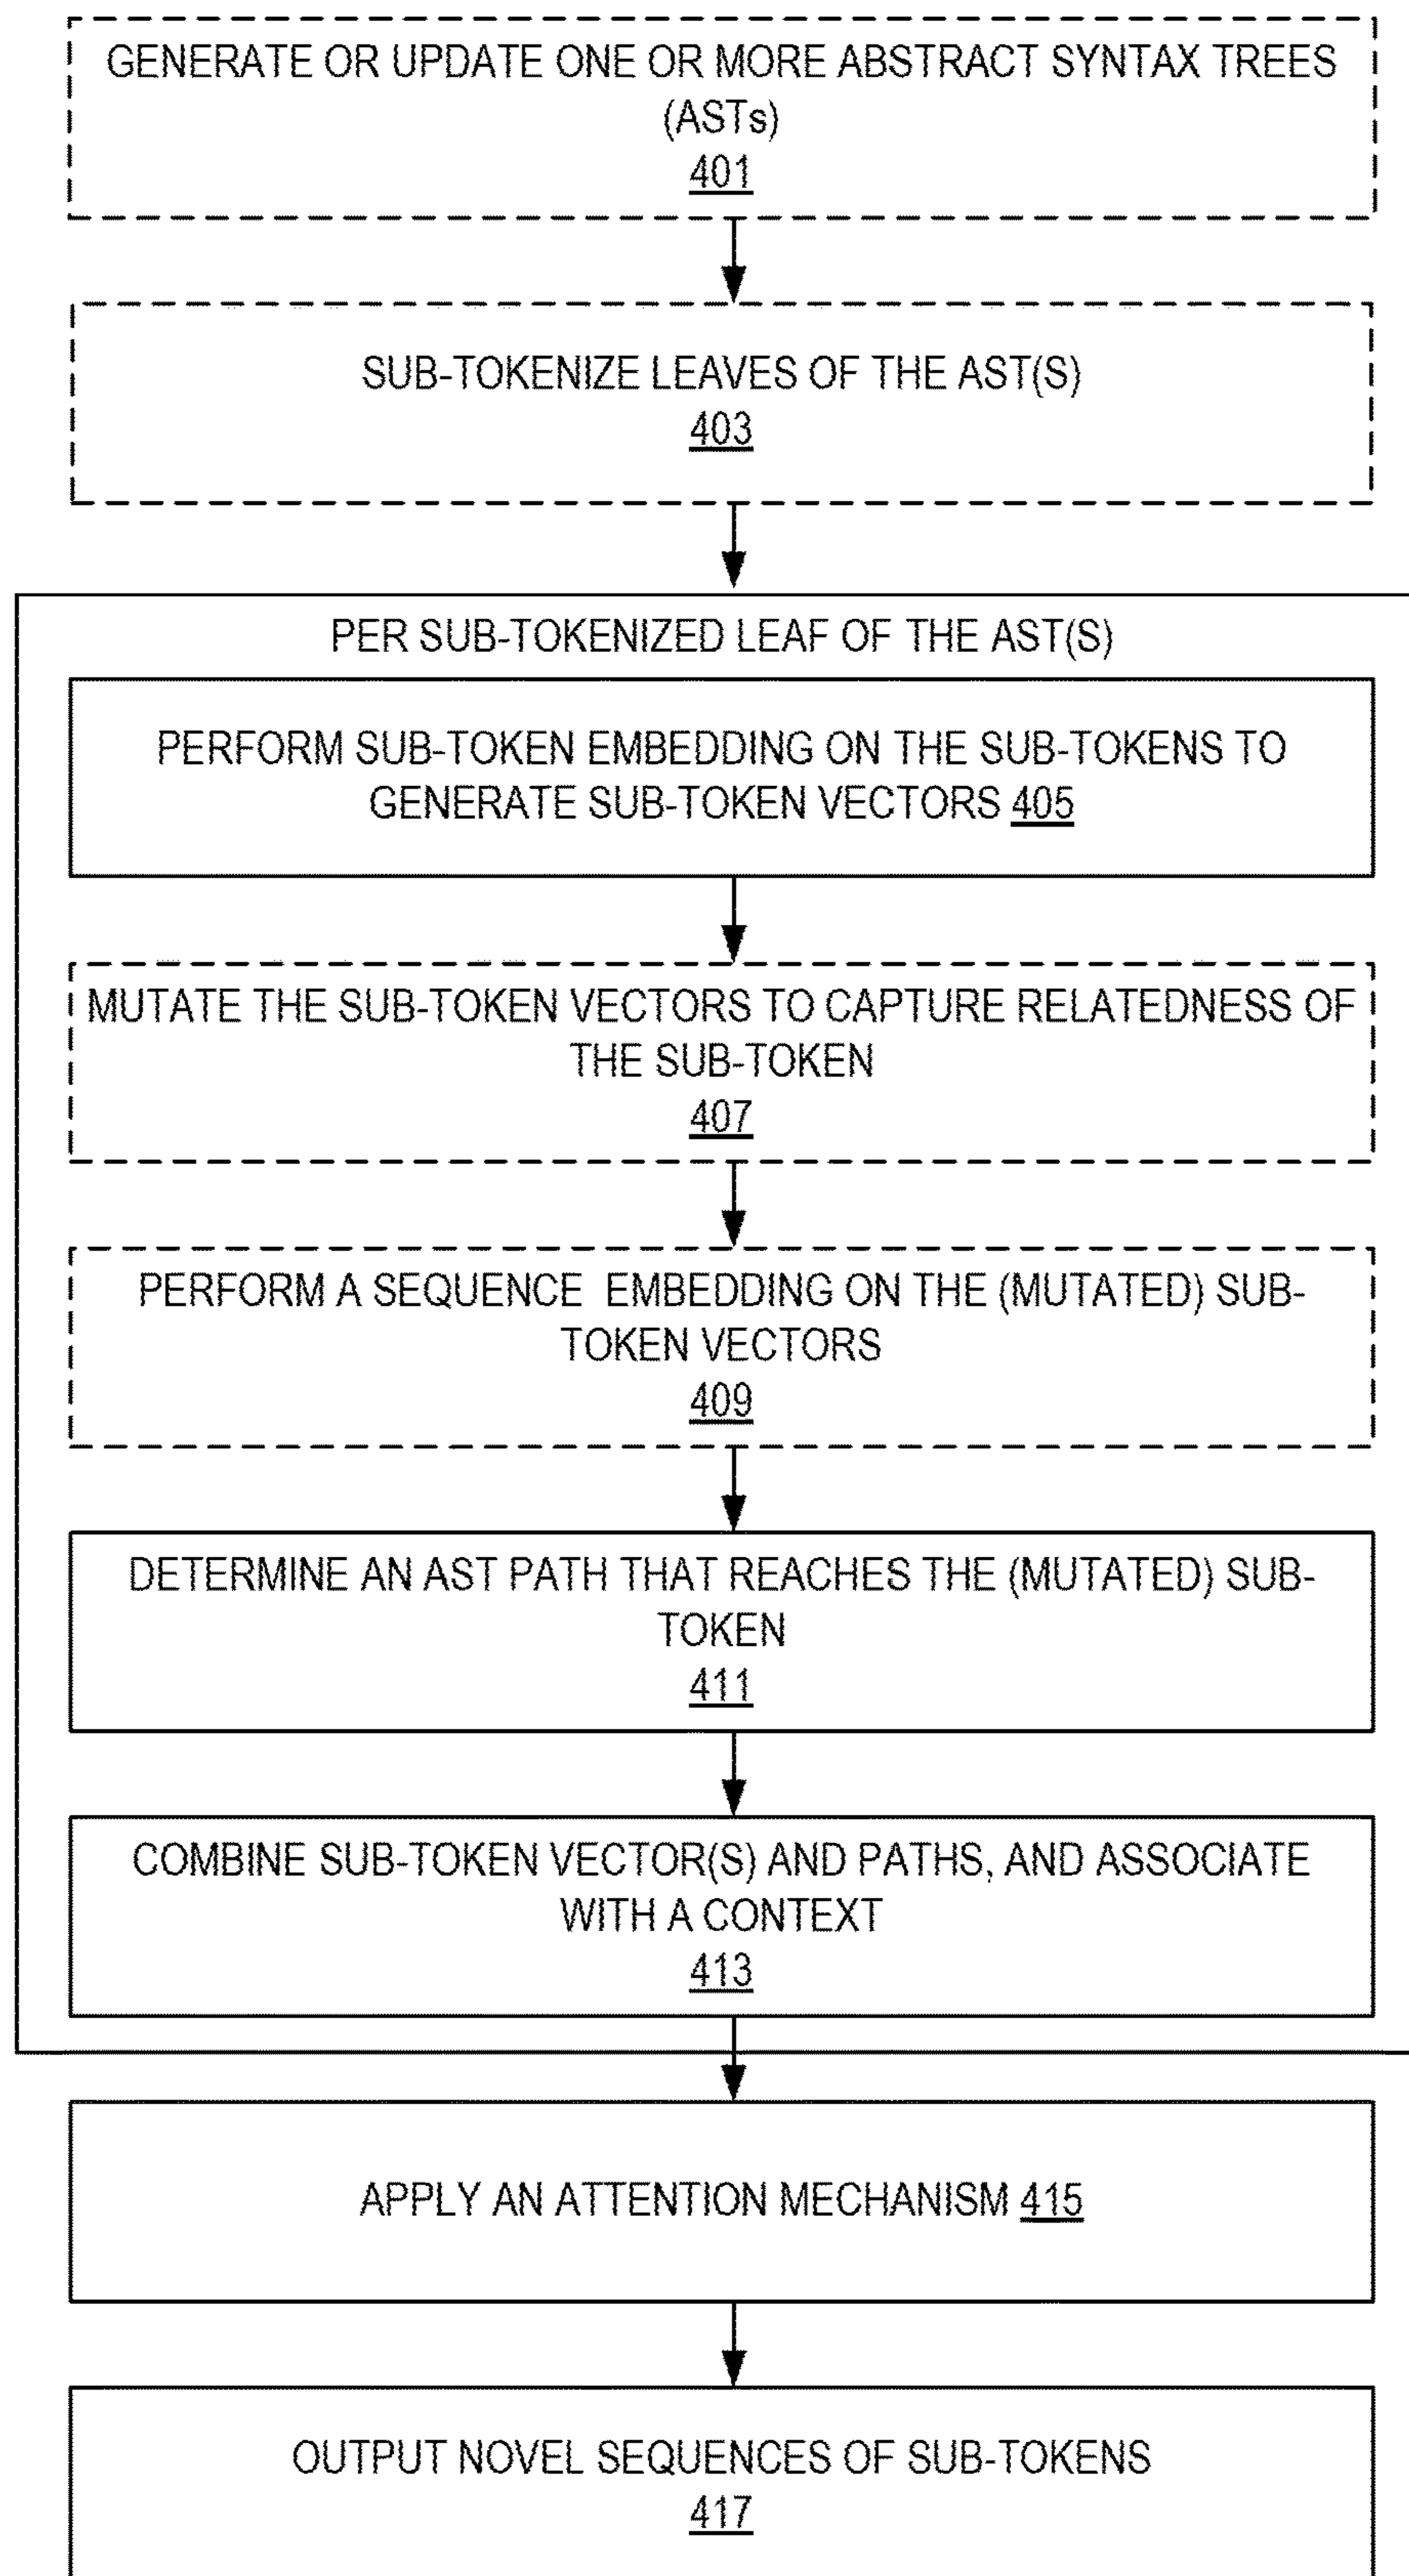 GENERATE OR UPDATE ONE OR MORE ABSTRACT SYNTAX TREES
(ASTs)
401
SUB-TOKENIZE LEAVES OF THE AST(S)
403
PER SUB-TOKENIZED LEAF OF THE AST(S)
PERFORM SUB-TOKEN EMBEDDING ON THE SUB-TOKENS TO
GENERATE SUB-TOKEN VECTORS 405
MUTATE THE SUB-TOKEN VECTORS TO CAPTURE RELATEDNESS OF
THE SUB-TOKEN
407
PERFORM A SEQUENCE EMBEDDING ON THE (MUTATED) SUB-
TOKEN VECTORS
409
DETERMINE AN AST PATH THAT REACHES THE (MUTATED) SUB-
TOKEN
411
COMBINE SUB-TOKEN VECTOR(S) AND PATHS, AND ASSOCIATE
WITH A CONTEXT
413
APPLY AN ATTENTION MECHANISM 415
OUTPUT NOVEL SEQUENCES OF SUB-TOKENS
417